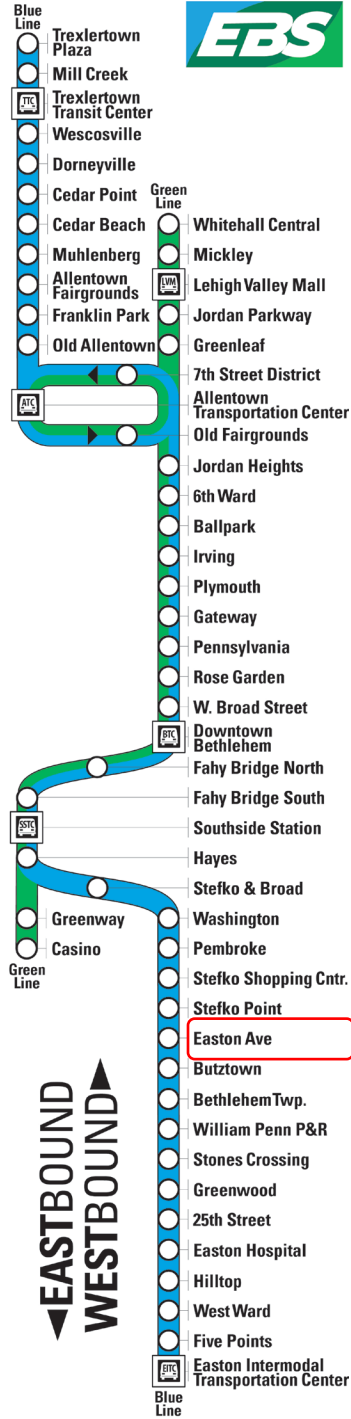 Blue
Line
EBS
Trexlertown
Plaza
Mill Creek
TTC
Trexlertown
Transit Center
Wescosville
Dorneyville
Cedar Point
Green
Line
Cedar Beach
Whitehall Central
Muhlenberg
Mickley
Allentown
Fairgrounds
LVM
Lehigh Valley Mall
Franklin Park
Jordan Parkway
Old Allentown
Greenleaf
7th Street District
ATC
Allentown
Transportation Center
Old Fairgrounds
Jordan Heights
6th Ward
Ballpark
Irving
Plymouth
Gateway
Pennsylvania
Rose Garden
W. Broad Street
BTC
Downtown
Bethlehem
Fahy Bridge North
Fahy Bridge South
SSTC
Southside Station
Hayes
Stefko & Broad
Greenway
Washington
Casino
Pembroke
Green
Line
Stefko Shopping Cntr.
Stefko Point
Easton Ave
Butztown
Bethlehem Twp.
William Penn P&R
Stones Crossing
Greenwood
25th Street
Easton Hospital
Hilltop
West Ward
Five Points
EITC
Easton Intermodal
Transportation Center
Blue
Line
EASTBOUND
WESTBOUND